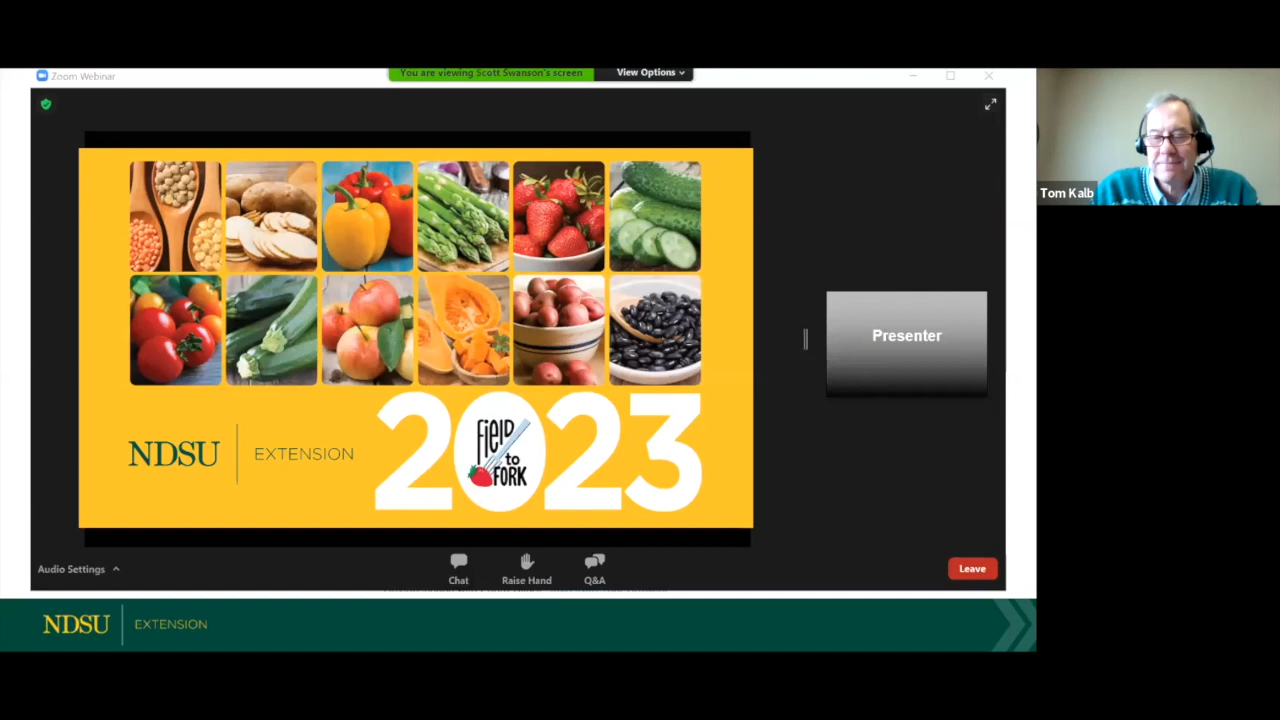 Zoom Webinar
You are viewing Scott Swanson's screen
View Options
Tom Kalb
Presenter
NDSU
EXTENSION
2023
FiELD
to
FORK
Audio Settings
Chat
Raise Hand
Q&A
Leave
NDSU
EXTENSION